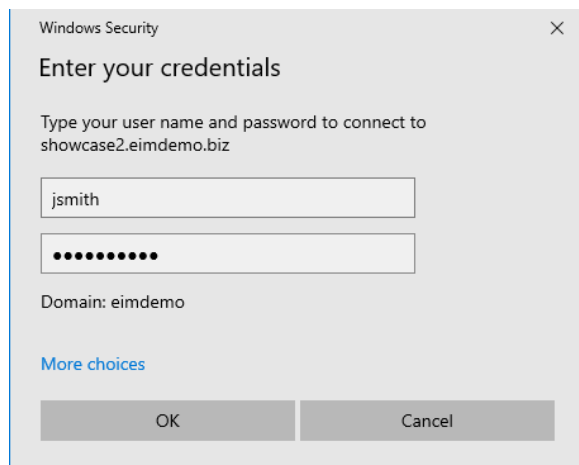 Windows Security
Enter your credentials
Type your user name and password to connect to
showcase2.eimdemo.biz
jsmith
●●●●●●●●●●
Domain: eimdemo
More choices
OK Cancel